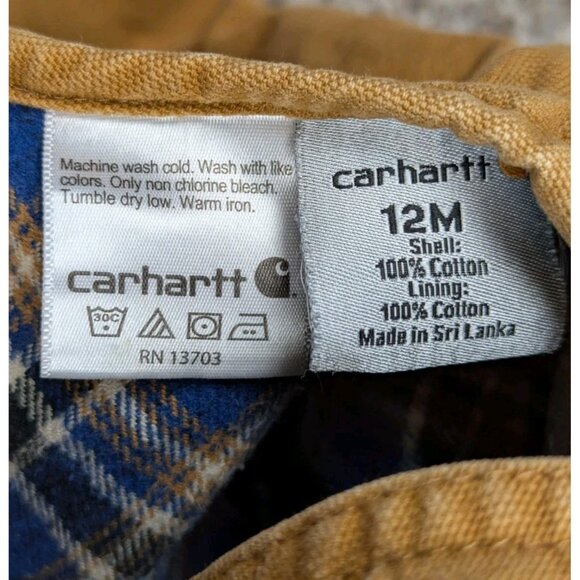 Machine wash cold. Wash with like
colors. Only non chlorine bleach.
Tumble dry low. Warm iron.
carhartt
30C
RN 13703
carhartt
12M
Shell:
100% Cotton
Lining:
100% Cotton
Made in Sri Lanka